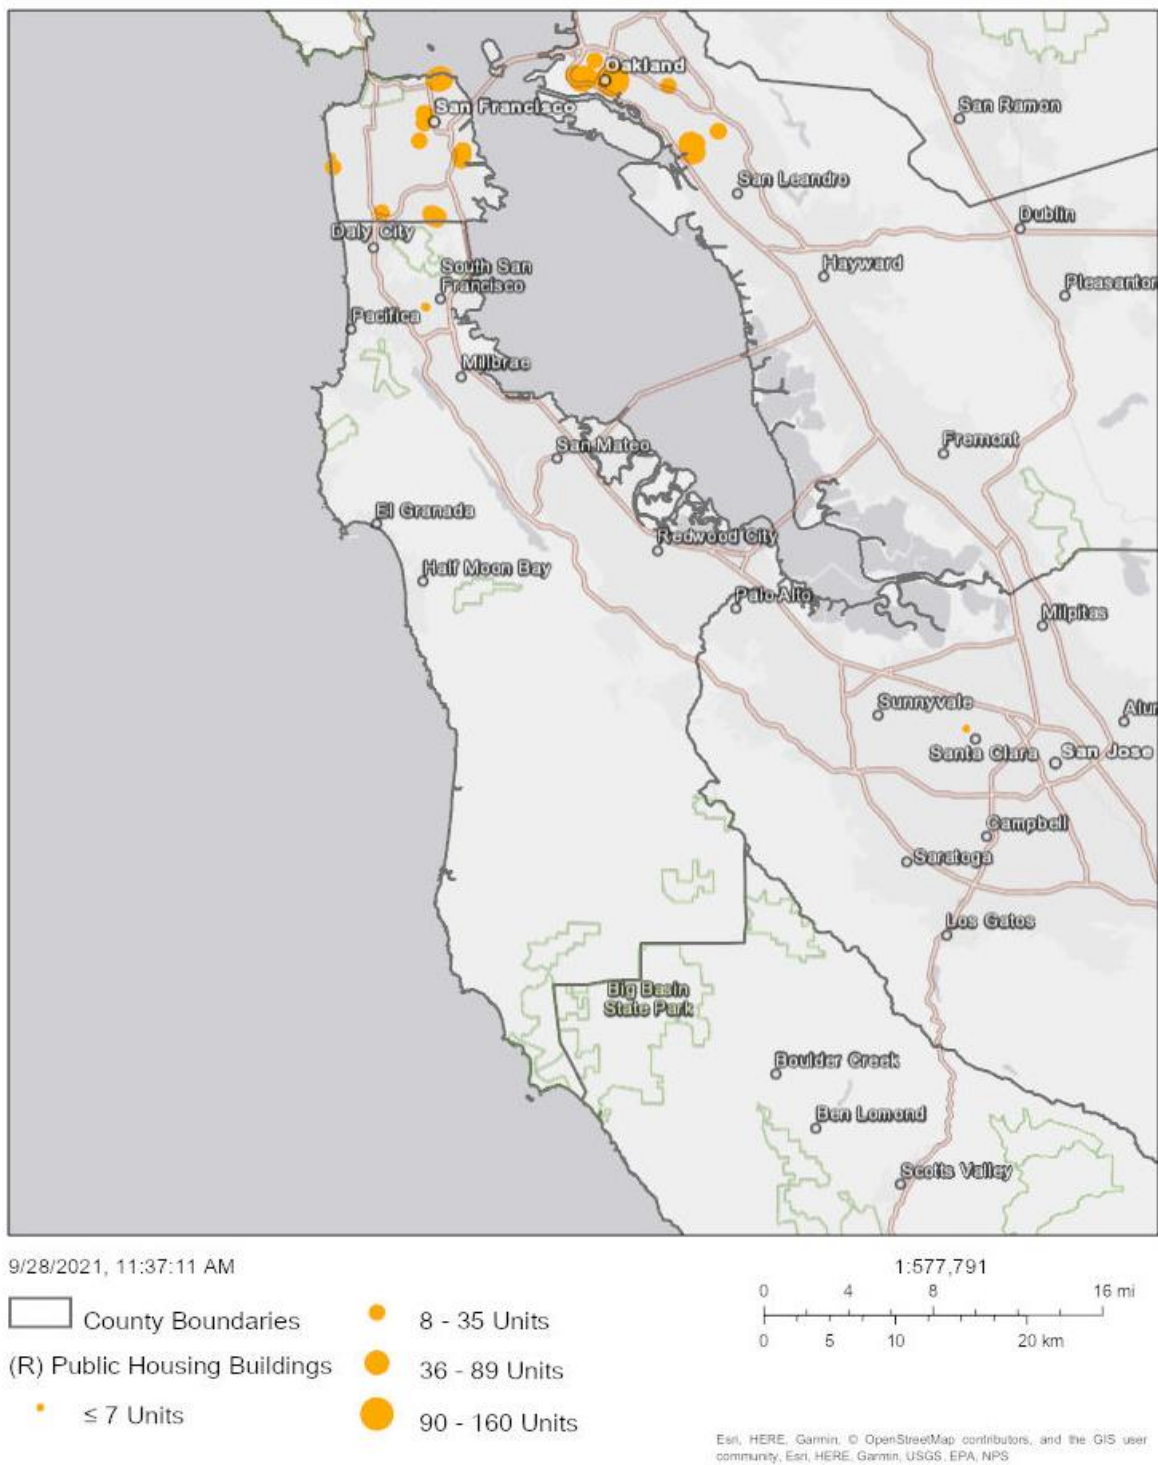 Oakland
San Francisco
San Ramon
San Leandro
Dublin
Daly City
Hayward
South San
Francisco
Pleasanton
Pacifica
Millbrae
San Mateo
Fremont
El Granada
Redwood City
Half Moon Bay
Palo Alto
Milpitas
Sunnyvale
Alur
Santa Clara
San Jose
Campbell
Saratoga
Los Gatos
Big Basin
State Park
Boulder Creek
Ben Lomond
Scotts Valley
9/28/2021, 11:37:11 AM
1:577,791
0 4 8 16 mi
0 5 10 20 km
County Boundaries
(R) Public Housing Buildings
≤ 7 Units
8 - 35 Units
36 - 89 Units
90 - 160 Units
Esri, HERE, Garmin, © OpenStreetMap contributors, and the GIS user
community, Esri, HERE, Garmin, USGS, EPA, NPS